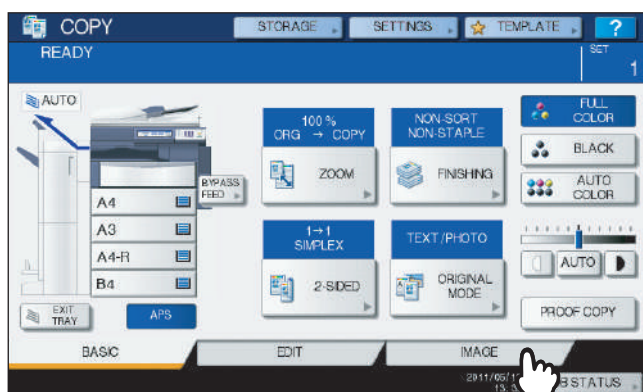 COPY
STORAGE
SETTINGS
TEMPLATE
?
READY
SET
1
AUTO
100 %
ORG → COPY
ZOOM
NON-SORT
NON-STAPLE
FINISHING
FULL
COLOR
BLACK
AUTO
COLOR
BYPASS
FEED
A4
A3
A4-R
B4
1→1
SIMPLEX
2-SIDED
TEXT/PHOTO
ORIGINAL
MODE
AUTO
EXIT
TRAY
APS
PROOF COPY
BASIC
EDIT
IMAGE
STATUS